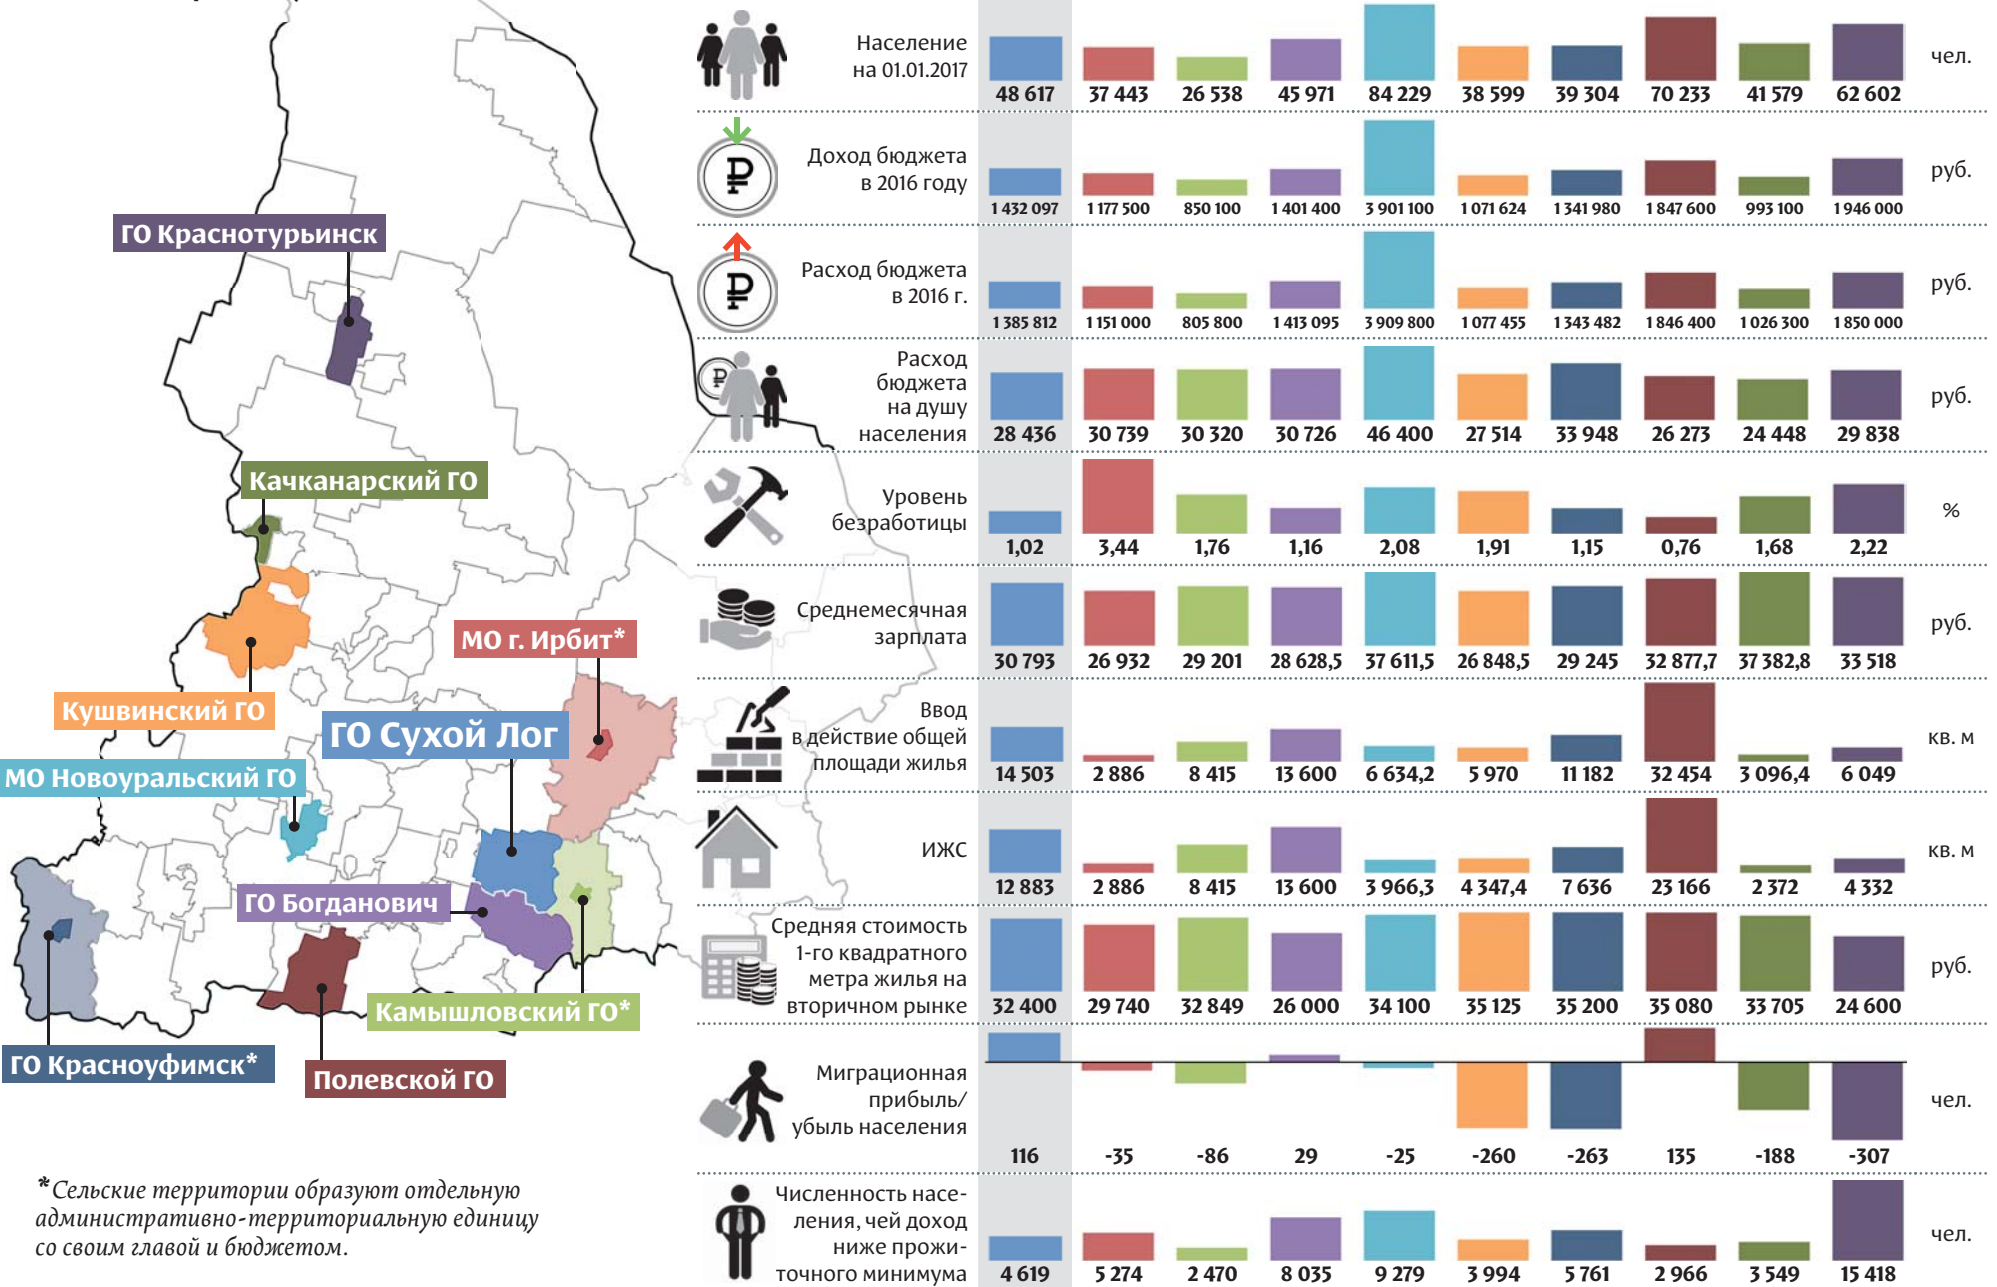 ГО Краснотурьинск
Качканарский ГО
МО г. Ирбит*
Кушвинский ГО
ГО Сухой Лог
МО Новоуральский ГО
ГО Богданович
Камышловский ГО*
ГО Красноуфимск*
Полевской ГО
*Сельские территории образуют отдельную
административно-территориальную единицу
со своим главой и бюджетом.
Население
на 01.01.2017
48 617 37 443 26 538 45 971 84 229 38 599 39 304 70 233 41 579 62 602
чел.
Доход бюджета
в 2016 году
1 432 097 1 177 500 850 100 1 401 400 3 901 100 1 071 624 1 341 980 1 847 600 993 100 1 946 000
руб.
Расход бюджета
в 2016 г.
1 385 812 1 151 000 805 800 1 413 095 3 909 800 1 077 455 1 343 482 1 846 400 1 026 300 1 850 000
руб.
Расход
бюджета
на душу
населения
28 436 30 739 30 320 30 726 46 400 27 514 33 948 26 273 24 448 29 838
руб.
Уровень
безработицы
1,02 3,44 1,76 1,16 2,08 1,91 1,15 0,76 1,68 2,22
%
Среднемесячная
зарплата
30 793 26 932 29 201 28 628,5 37 611,5 26 848,5 29 245 32 877,7 37 382,8 33 518
руб.
Ввод
в действие общей
площади жилья
14 503 2 886 8 415 13 600 6 634,2 5 970 11 182 32 454 3 096,4 6 049
кв. м
ИЖС
12 883 2 886 8 415 13 600 3 966,3 4 347,4 7 636 23 166 2 372 4 332
кв. м
Средняя стоимость
1-го квадратного
метра жилья на
вторичном рынке
32 400 29 740 32 849 26 000 34 100 35 125 35 200 35 080 33 705 24 600
руб.
Миграционная
прибыль/
убыль населения
116 -35 -86 29 -25 -260 -263 135 -188 -307
чел.
Численность насе-
ления, чей доход
ниже прожи-
точного минимума
4 619 5 274 2 470 8 035 9 279 3 994 5 761 2 966 3 549 15 418
чел.